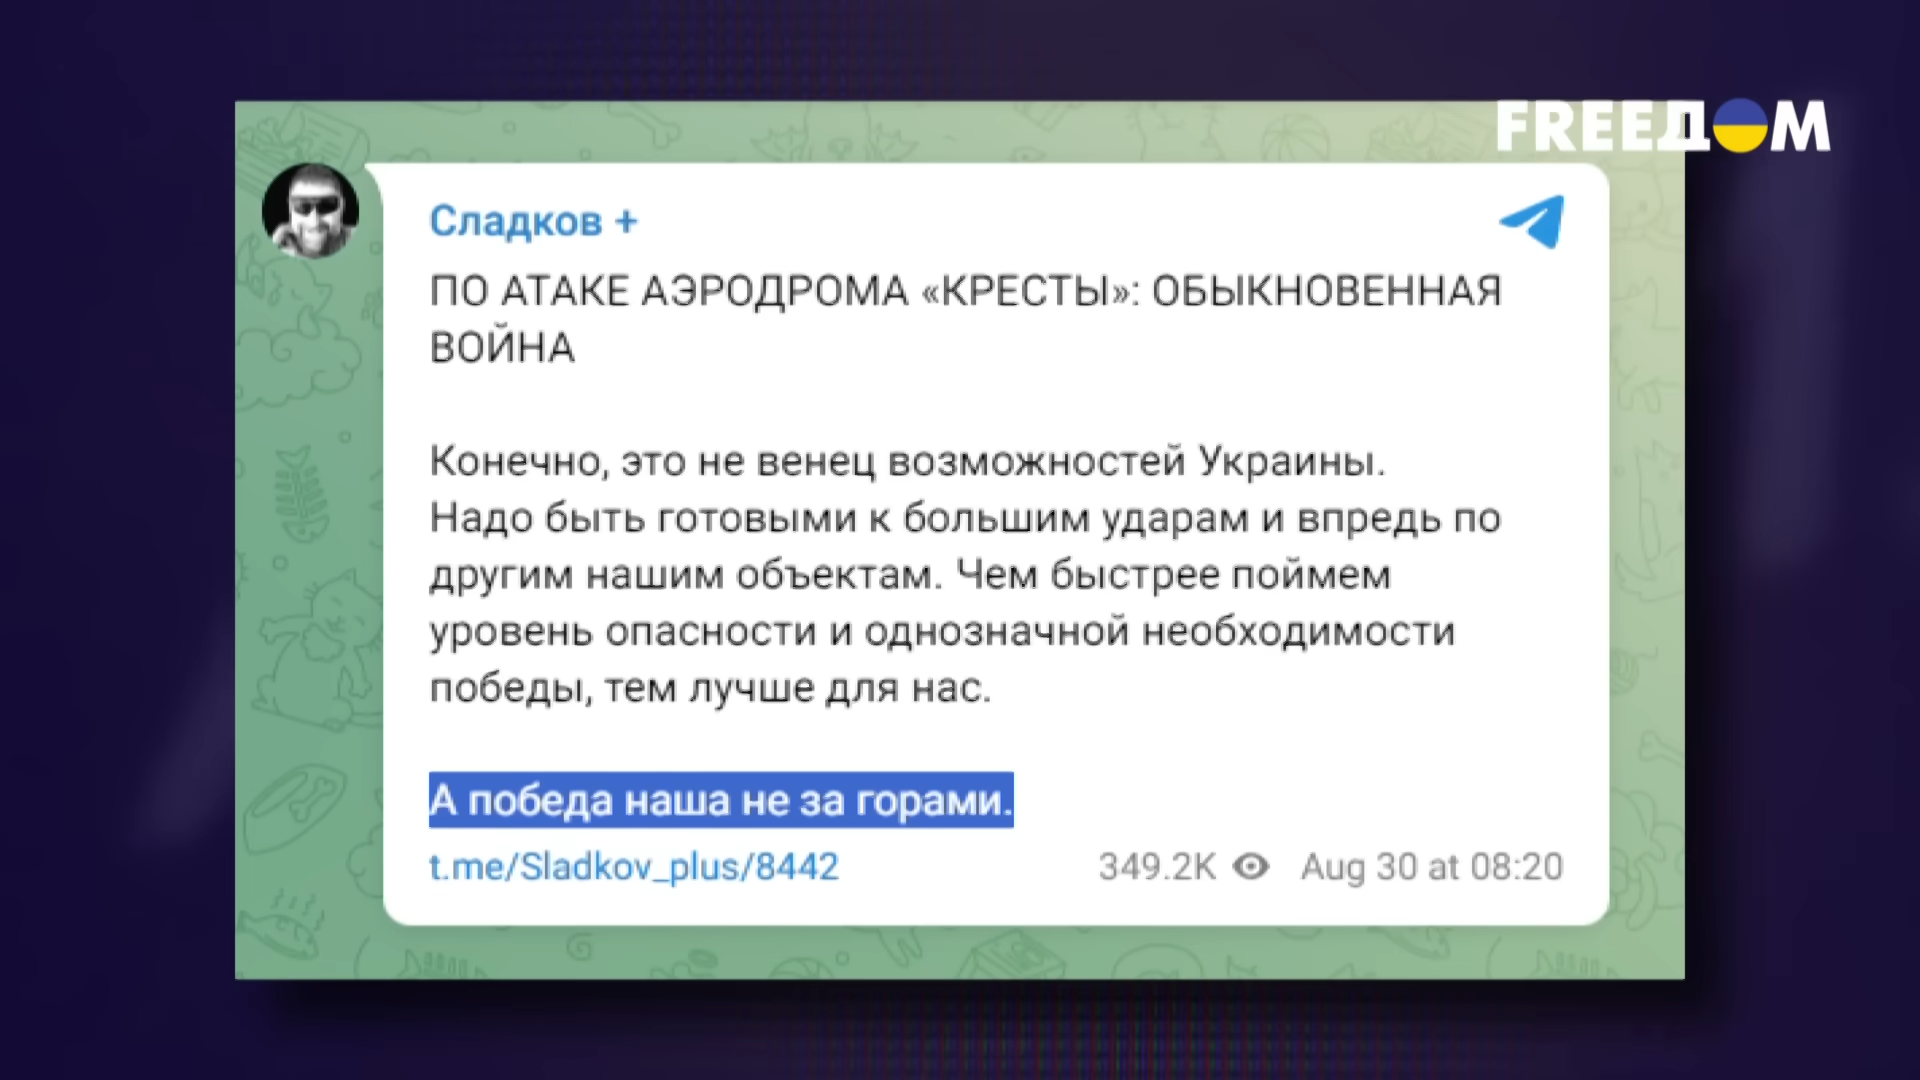 FREEДOM
Сладков +
ПО АТАКЕ АЭРОДРОМА «КРЕСТЫ»: ОБЫКНОВЕННАЯ
ВОЙНА
Конечно, это не венец возможностей Украины.
Надо быть готовыми к большим ударам и впредь по
другим нашим объектам. Чем быстрее поймем
уровень опасности и однозначной необходимости
победы, тем лучше для нас.
А победа наша не за горами.
t.me/Sladkov_plus/8442 349.2K Aug 30 at 08:20